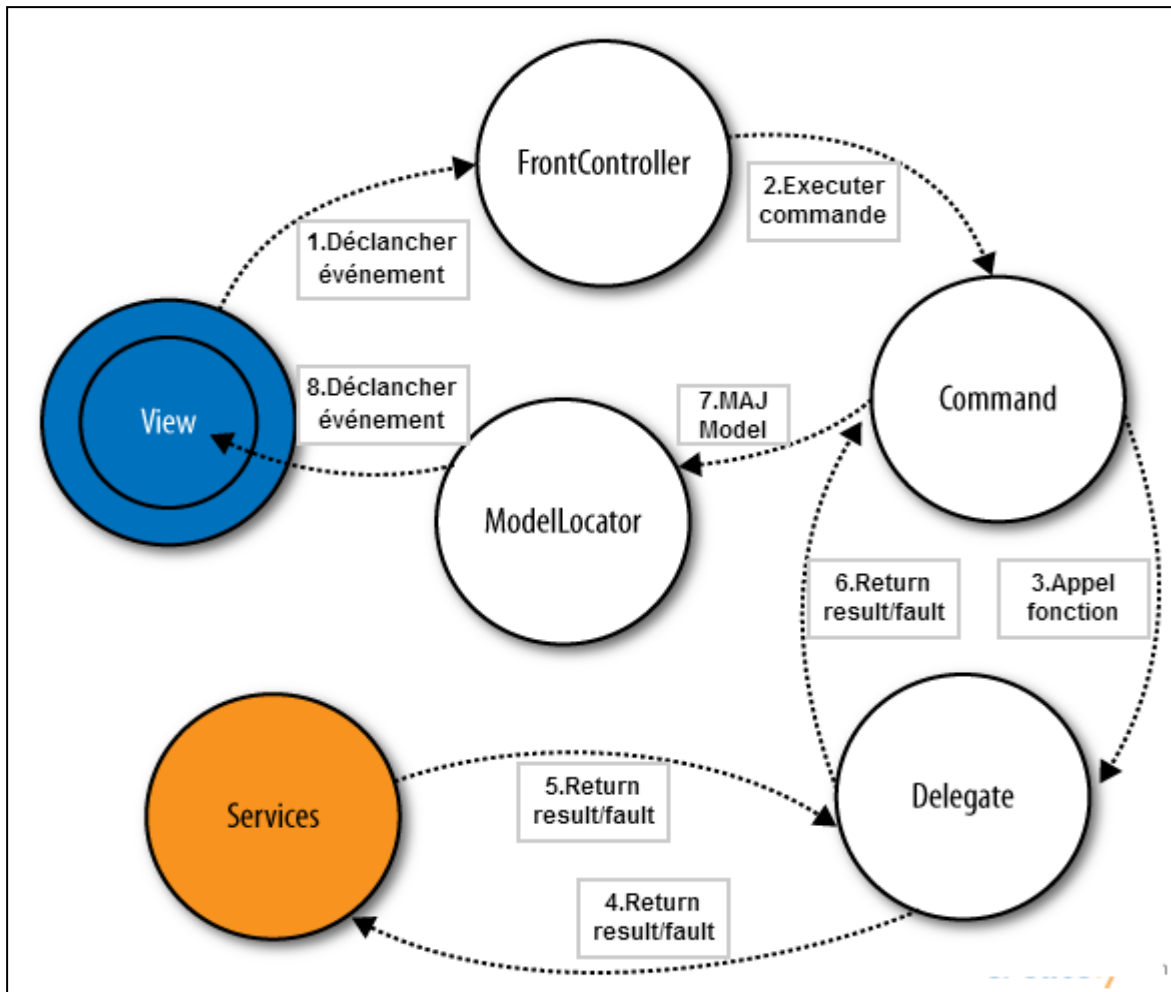 FrontController
2.Executer
commande
1.Déclancher
événement
View
8.Déclancher
événement
7.MAJ
Model
Command
ModelLocator
6.Return
result/fault
3.Appel
fonction
Services
5.Return
result/fault
Delegate
4.Return
result/fault